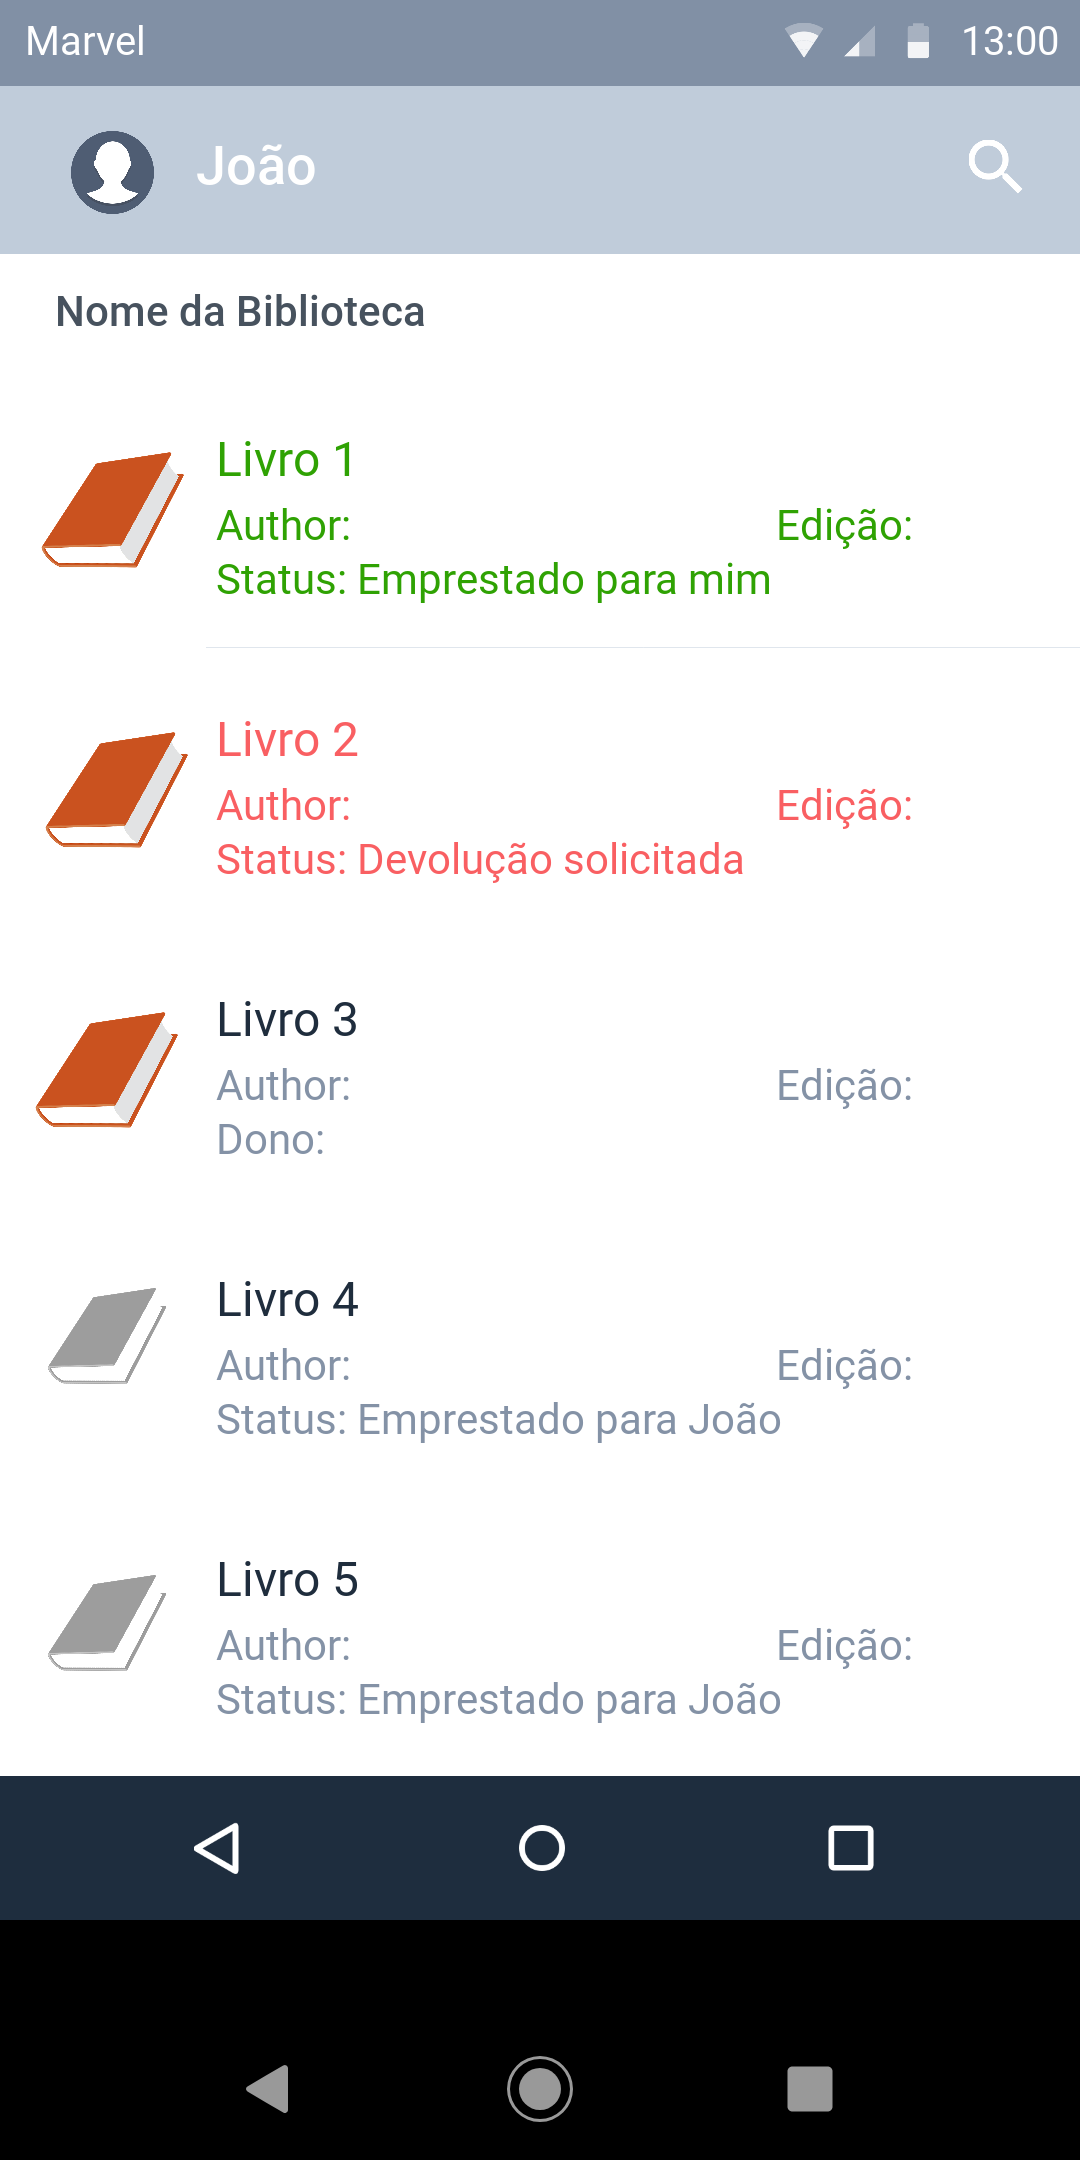 Marvel 13:00
João
Nome da Biblioteca
Livro 1
Author: Edição:
Status: Emprestado para mim
Livro 2
Author: Edição:
Status: Devolução solicitada
Livro 3
Author: Edição:
Dono:
Livro 4
Author: Edição:
Status: Emprestado para João
Livro 5
Author: Edição:
Status: Emprestado para João